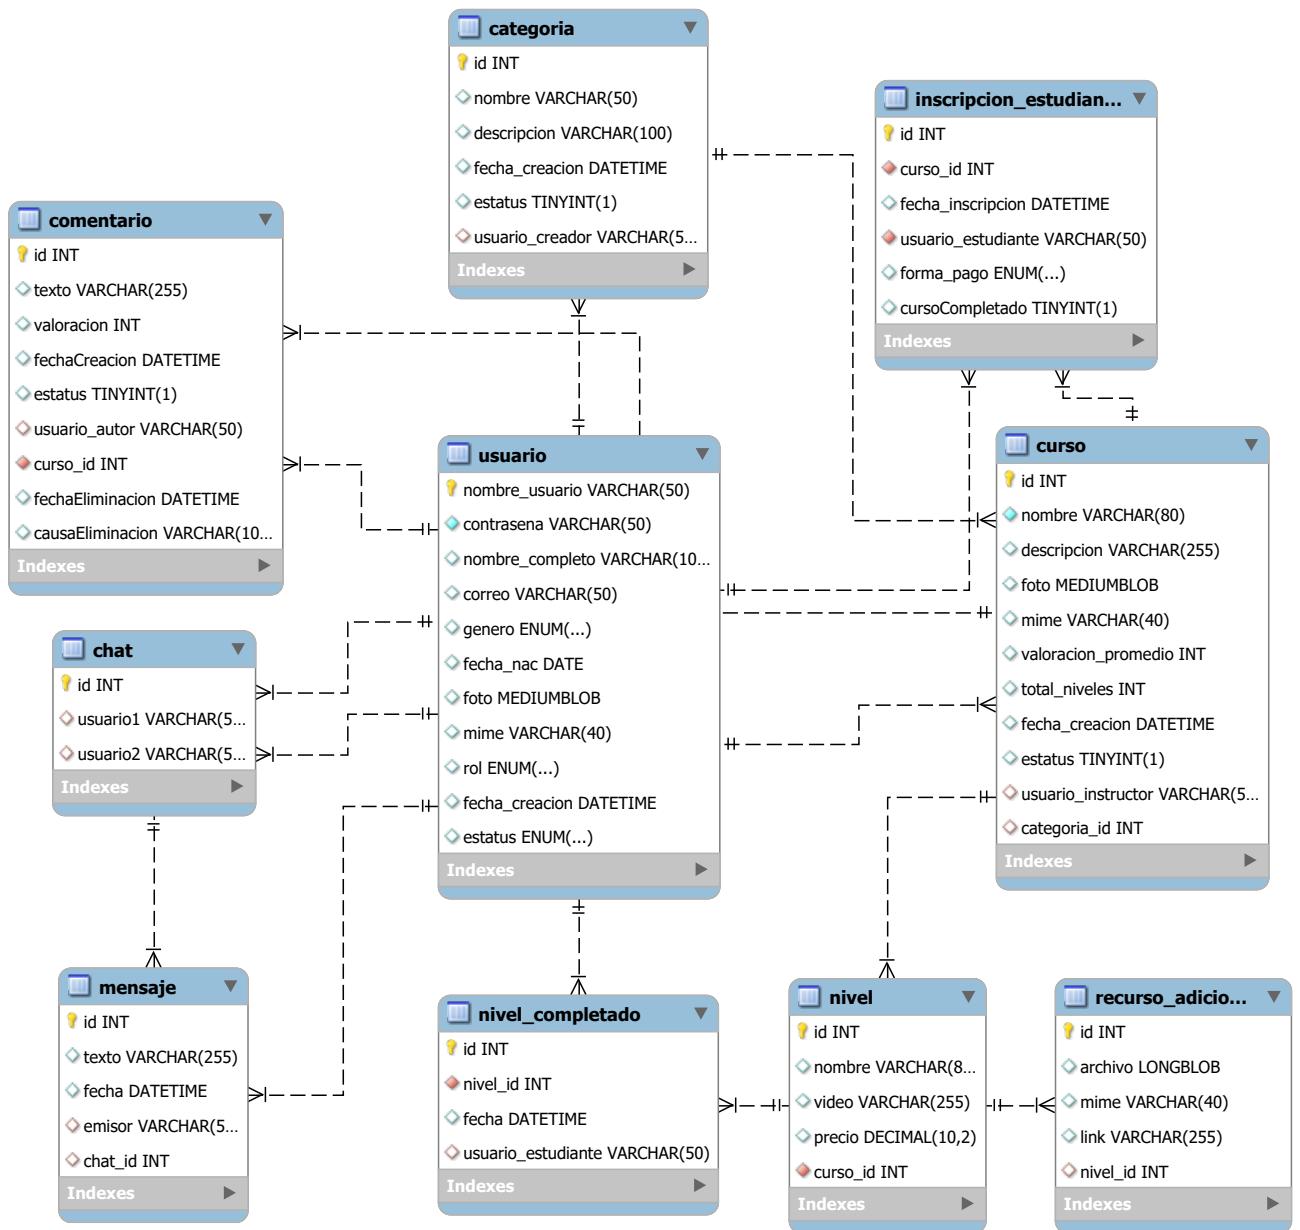 categoria
id INT
nombre VARCHAR(50)
descripcion VARCHAR(100)
fecha_creacion DATETIME
estatus TINYINT(1)
usuario_creador VARCHAR(5...
Indexes
inscripcion_estudian...
id INT
curso_id INT
fecha_inscripcion DATETIME
usuario_estudiante VARCHAR(50)
forma_pago ENUM(...)
cursoCompletado TINYINT(1)
Indexes
comentario
id INT
texto VARCHAR(255)
valoracion INT
fechaCreacion DATETIME
estatus TINYINT(1)
usuario_autor VARCHAR(50)
curso_id INT
fechaEliminacion DATETIME
causaEliminacion VARCHAR(10...
Indexes
usuario
nombre_usuario VARCHAR(50)
contrasena VARCHAR(50)
nombre_completo VARCHAR(10...
correo VARCHAR(50)
genero ENUM(...)
fecha_nac DATE
foto MEDIUMBLOB
mime VARCHAR(40)
rol ENUM(...)
fecha_creacion DATETIME
estatus ENUM(...)
Indexes
curso
id INT
nombre VARCHAR(80)
descripcion VARCHAR(255)
foto MEDIUMBLOB
mime VARCHAR(40)
valoracion_promedio INT
total_niveles INT
fecha_creacion DATETIME
estatus TINYINT(1)
usuario_instructor VARCHAR(5...
categoria_id INT
Indexes
chat
id INT
usuario1 VARCHAR(5...
usuario2 VARCHAR(5...
Indexes
mensaje
id INT
texto VARCHAR(255)
fecha DATETIME
emisor VARCHAR(5...
chat_id INT
Indexes
nivel_completado
id INT
nivel_id INT
fecha DATETIME
usuario_estudiante VARCHAR(50)
Indexes
nivel
id INT
nombre VARCHAR(8...
video VARCHAR(255)
precio DECIMAL(10,2)
curso_id INT
Indexes
recurso_adicio...
id INT
archivo LONGBLOB
mime VARCHAR(40)
link VARCHAR(255)
nivel_id INT
Indexes